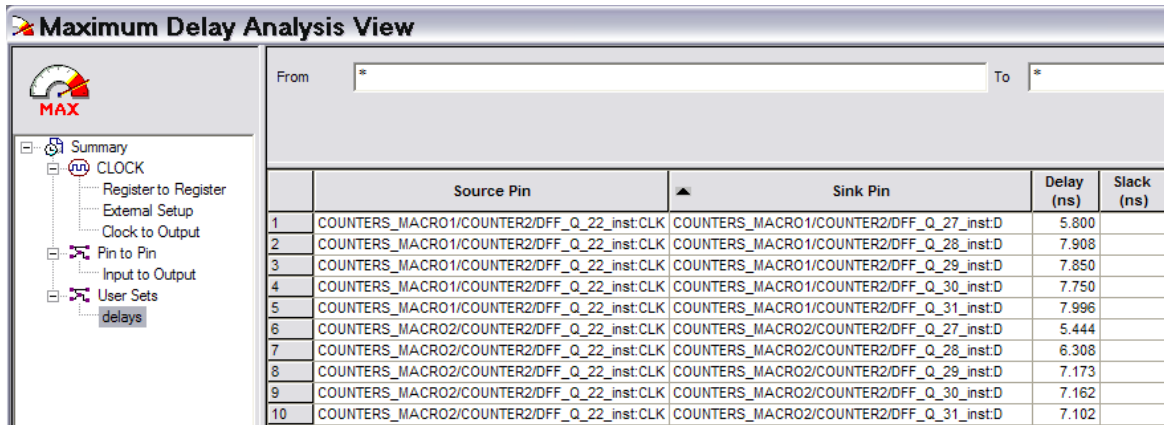 Maximum Delay Analysis View
MAX
From * To *
Summary
CLOCK
Register to Register
External Setup
Clock to Output
Pin to Pin
Input to Output
User Sets
delays
Source Pin Sink Pin Delay (ns) Slack (ns)
1 COUNTERS_MACRO1/COUNTER2/DFF_Q_22_inst:CLK COUNTERS_MACRO1/COUNTER2/DFF_Q_27_inst:D 5.800
2 COUNTERS_MACRO1/COUNTER2/DFF_Q_22_inst:CLK COUNTERS_MACRO1/COUNTER2/DFF_Q_28_inst:D 7.908
3 COUNTERS_MACRO1/COUNTER2/DFF_Q_22_inst:CLK COUNTERS_MACRO1/COUNTER2/DFF_Q_29_inst:D 7.850
4 COUNTERS_MACRO1/COUNTER2/DFF_Q_22_inst:CLK COUNTERS_MACRO1/COUNTER2/DFF_Q_30_inst:D 7.750
5 COUNTERS_MACRO1/COUNTER2/DFF_Q_22_inst:CLK COUNTERS_MACRO1/COUNTER2/DFF_Q_31_inst:D 7.996
6 COUNTERS_MACRO2/COUNTER2/DFF_Q_22_inst:CLK COUNTERS_MACRO2/COUNTER2/DFF_Q_27_inst:D 5.444
7 COUNTERS_MACRO2/COUNTER2/DFF_Q_22_inst:CLK COUNTERS_MACRO2/COUNTER2/DFF_Q_28_inst:D 6.308
8 COUNTERS_MACRO2/COUNTER2/DFF_Q_22_inst:CLK COUNTERS_MACRO2/COUNTER2/DFF_Q_29_inst:D 7.173
9 COUNTERS_MACRO2/COUNTER2/DFF_Q_22_inst:CLK COUNTERS_MACRO2/COUNTER2/DFF_Q_30_inst:D 7.162
10 COUNTERS_MACRO2/COUNTER2/DFF_Q_22_inst:CLK COUNTERS_MACRO2/COUNTER2/DFF_Q_31_inst:D 7.102